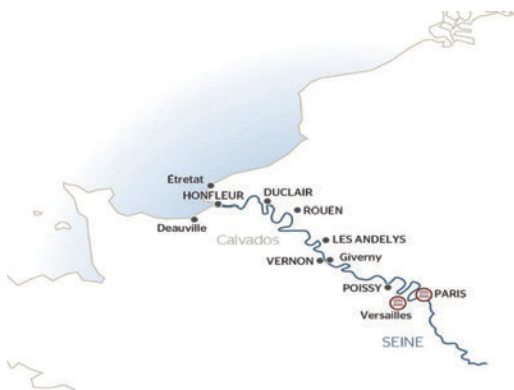 Étretat
HONFLEUR
DUCLAIR
ROUEN
Deauville
Calvados
LES ANDELYS
VERNON
Giverny
POISSY
PARIS
Versailles
SEINE